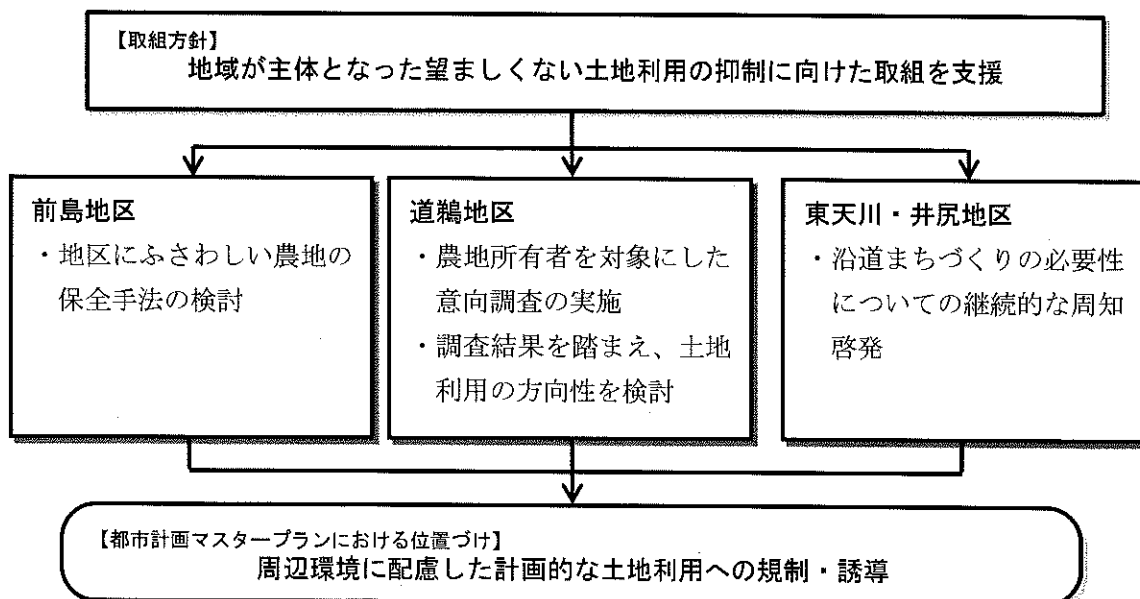 【取組方針】
地域が主体となった望ましくない土地利用の抑制に向けた取組を支援
前島地区
・地区にふさわしい農地の
保全手法の検討
道鵜地区
・農地所有者を対象にした
意向調査の実施
・調査結果を踏まえ、土地
利用の方向性を検討
東天川・井尻地区
・沿道まちづくりの必要性
についての継続的な周知
啓発
【都市計画マスタープランにおける位置づけ】
周辺環境に配慮した計画的な土地利用への規制・誘導